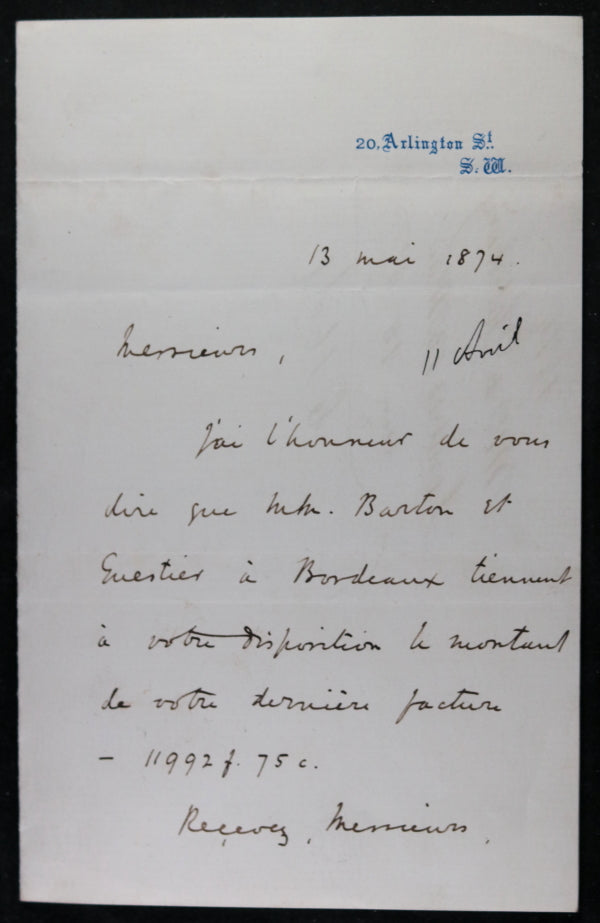 20, Arlington St.
S. W.
13 mai 1874.
Messieurs,
11 Avril
J'ai l'honneur de vous
dire que MM. Barton et
Guestier à Bordeaux tiennent
à votre disposition le montant
de votre dernière facture
– 11992 f. 75 c.
Reçevez, Messieurs,